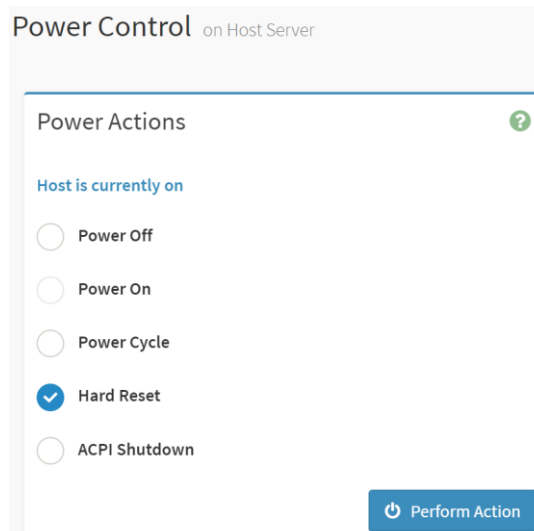 Power Control on Host Server
Power Actions
Host is currently on
Power Off
Power On
Power Cycle
Hard Reset
ACPI Shutdown
Perform Action